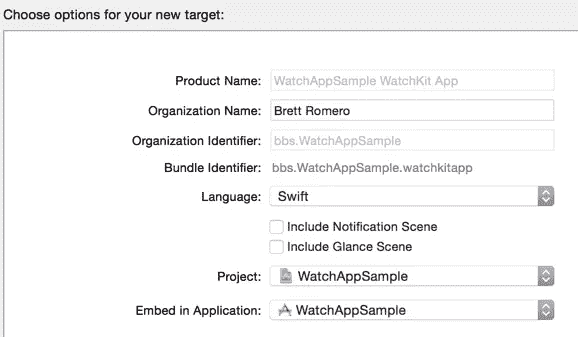 Choose options for your new target:
Product Name: WatchAppSample WatchKit App
Organization Name: Brett Romero
Organization Identifier: bbs.WatchAppSample
Bundle Identifier: bbs.WatchAppSample.watchkitapp
Language: Swift
Include Notification Scene
Include Glance Scene
Project: WatchAppSample
Embed in Application: WatchAppSample